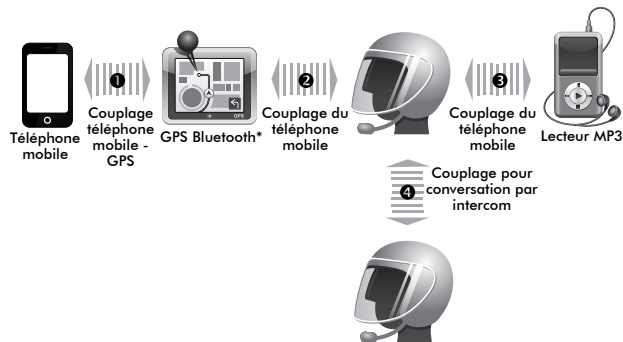 ❶
❷
❸
GPS
Téléphone
mobile
Couplage
téléphone
mobile -
GPS
GPS Bluetooth*
Couplage du
téléphone
mobile
Couplage du
téléphone
mobile
Lecteur MP3
❹
Couplage pour
conversation par
intercom